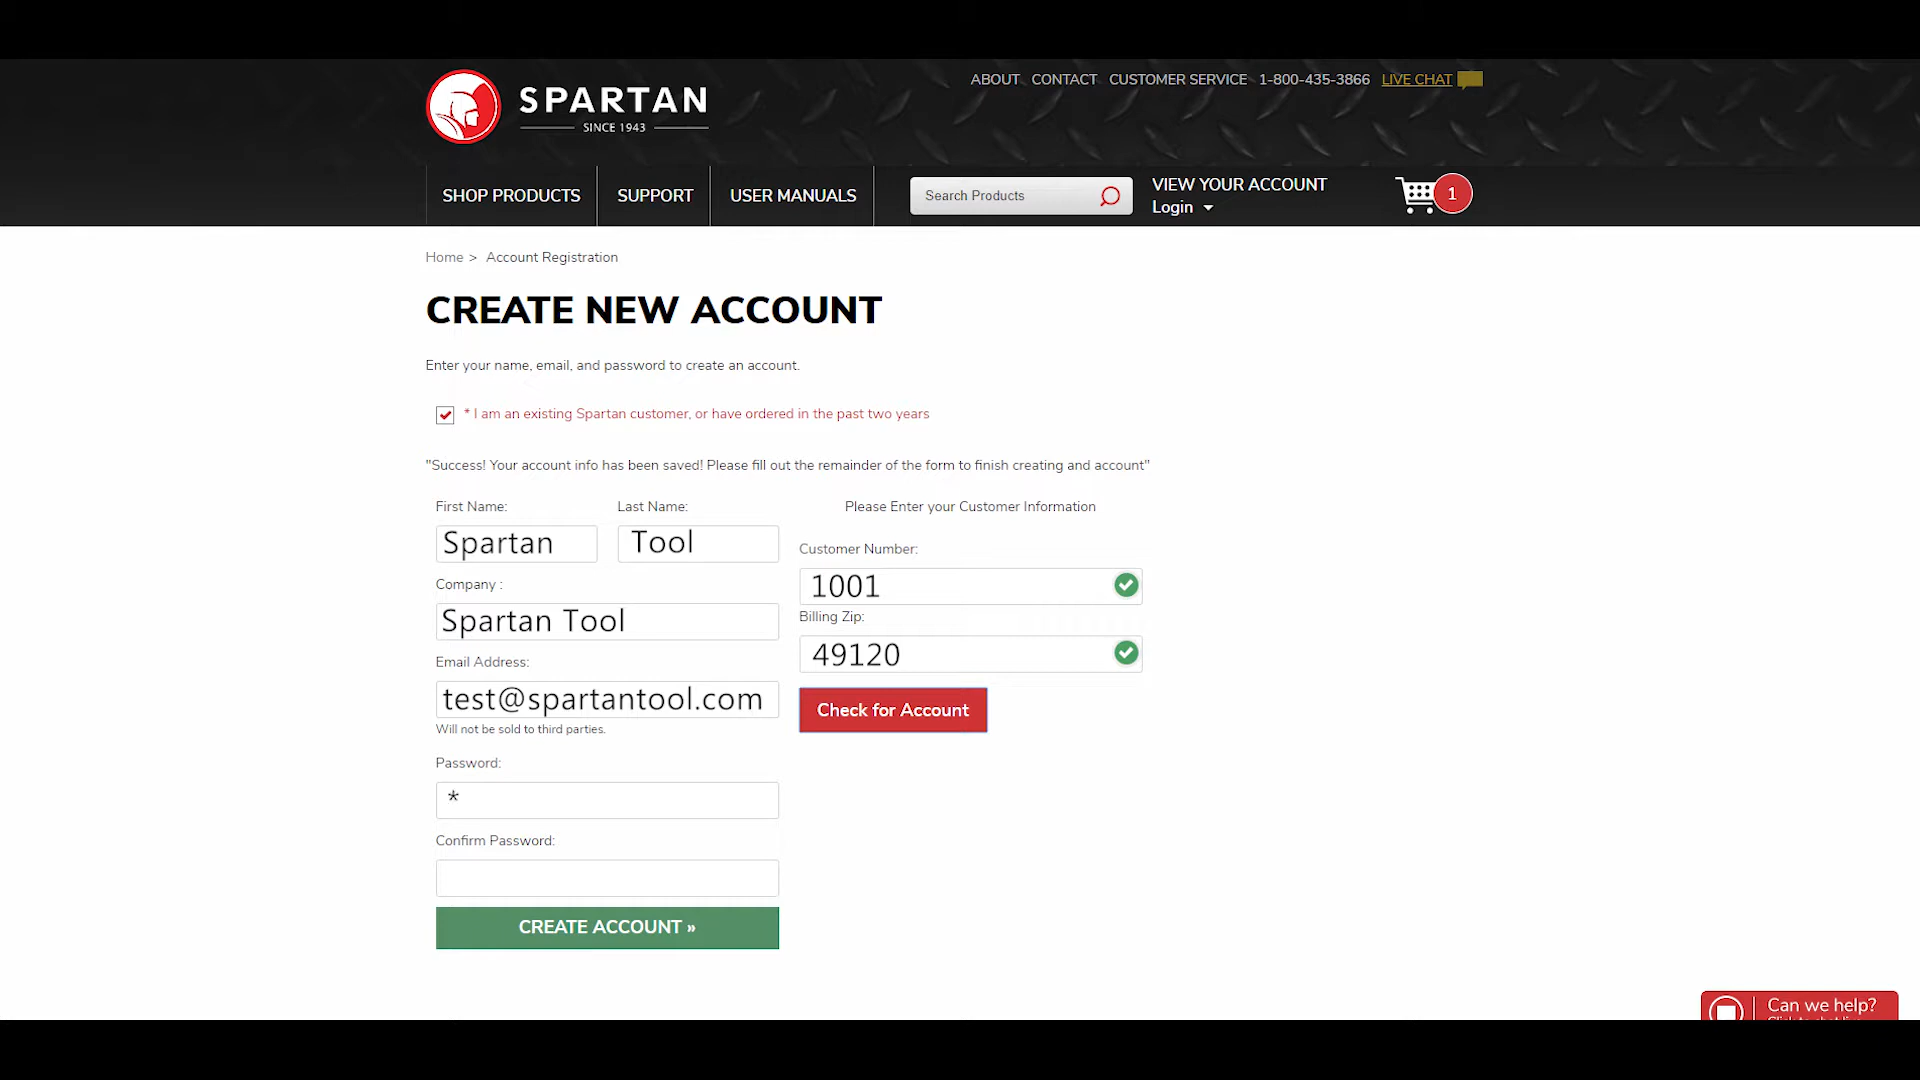 SPARTAN
SINCE 1943
ABOUT CONTACT CUSTOMER SERVICE 1-800-435-3866 LIVE CHAT
SHOP PRODUCTS SUPPORT USER MANUALS Search Products VIEW YOUR ACCOUNT
Login
1
Home > Account Registration
CREATE NEW ACCOUNT
Enter your name, email, and password to create an account.
* I am an existing Spartan customer, or have ordered in the past two years
"Success! Your account info has been saved! Please fill out the remainder of the form to finish creating and account"
First Name: Last Name: Please Enter your Customer Information
Spartan Tool
Customer Number:
1001
Company :
Spartan Tool
Billing Zip:
49120
Email Address:
test@spartantool.com
Check for Account
Will not be sold to third parties.
Password:
*
Confirm Password:
CREATE ACCOUNT »
Can we help?